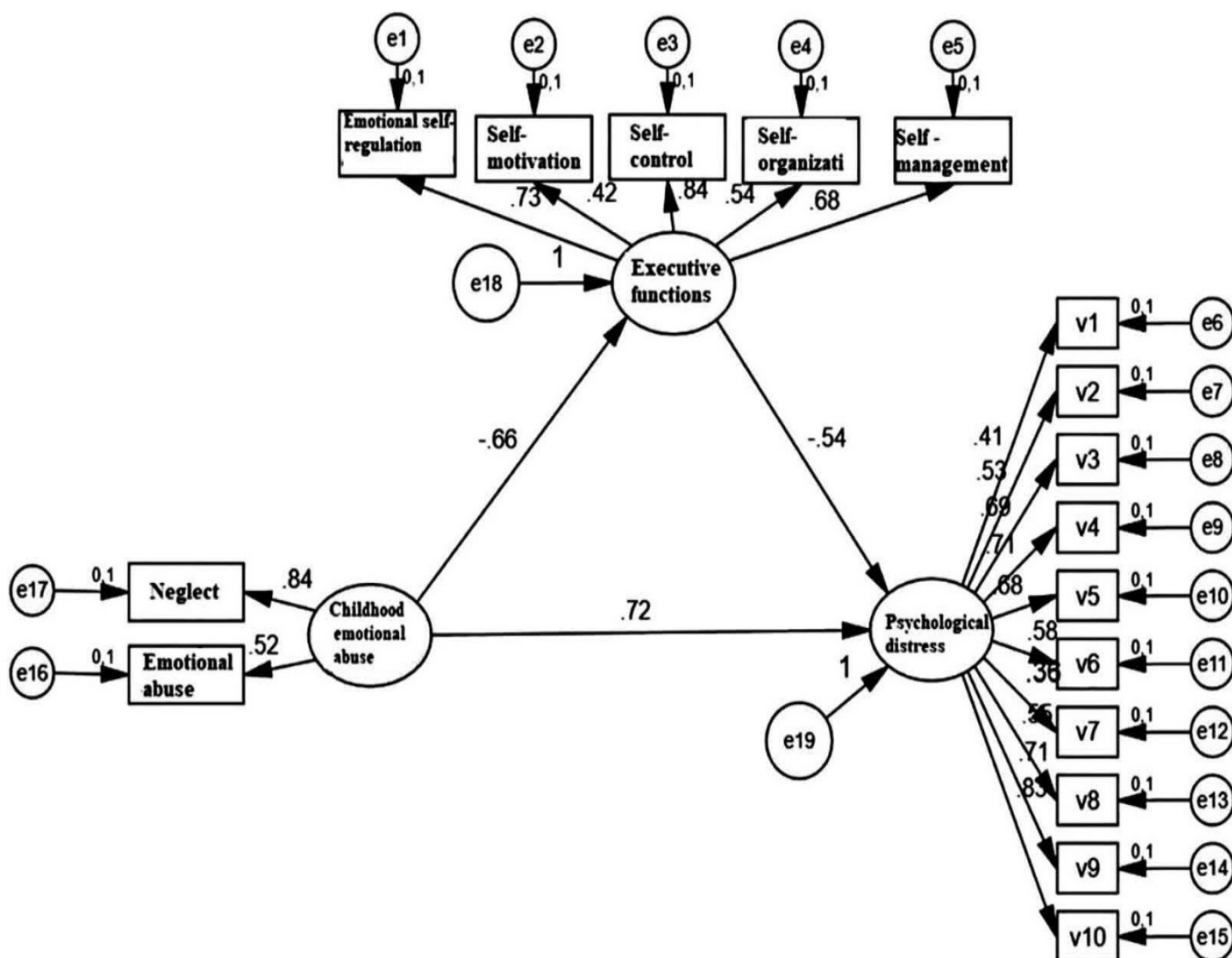 e1
e2
e3
e4
e5
0,1
0,1
0,1
0,1
0,1
Emotional self-
regulation
Self-
motivation
Self-
control
Self-
organizati
Self -
management
.73
.42
.84
.54
.68
e18
1
Executive
functions
-.66
-.54
v1
0,1
e6
v2
0,1
e7
v3
0,1
e8
v4
0,1
e9
v5
0,1
e10
v6
0,1
e11
v7
0,1
e12
v8
0,1
e13
v9
0,1
e14
v10
0,1
e15
.41
.53
.69
.71
.68
.58
.36
.55
.71
.83
e17
0,1
Neglect
.84
e16
0,1
Emotional
abuse
.52
Childhood
emotional
abuse
.72
Psychological
distress
1
e19